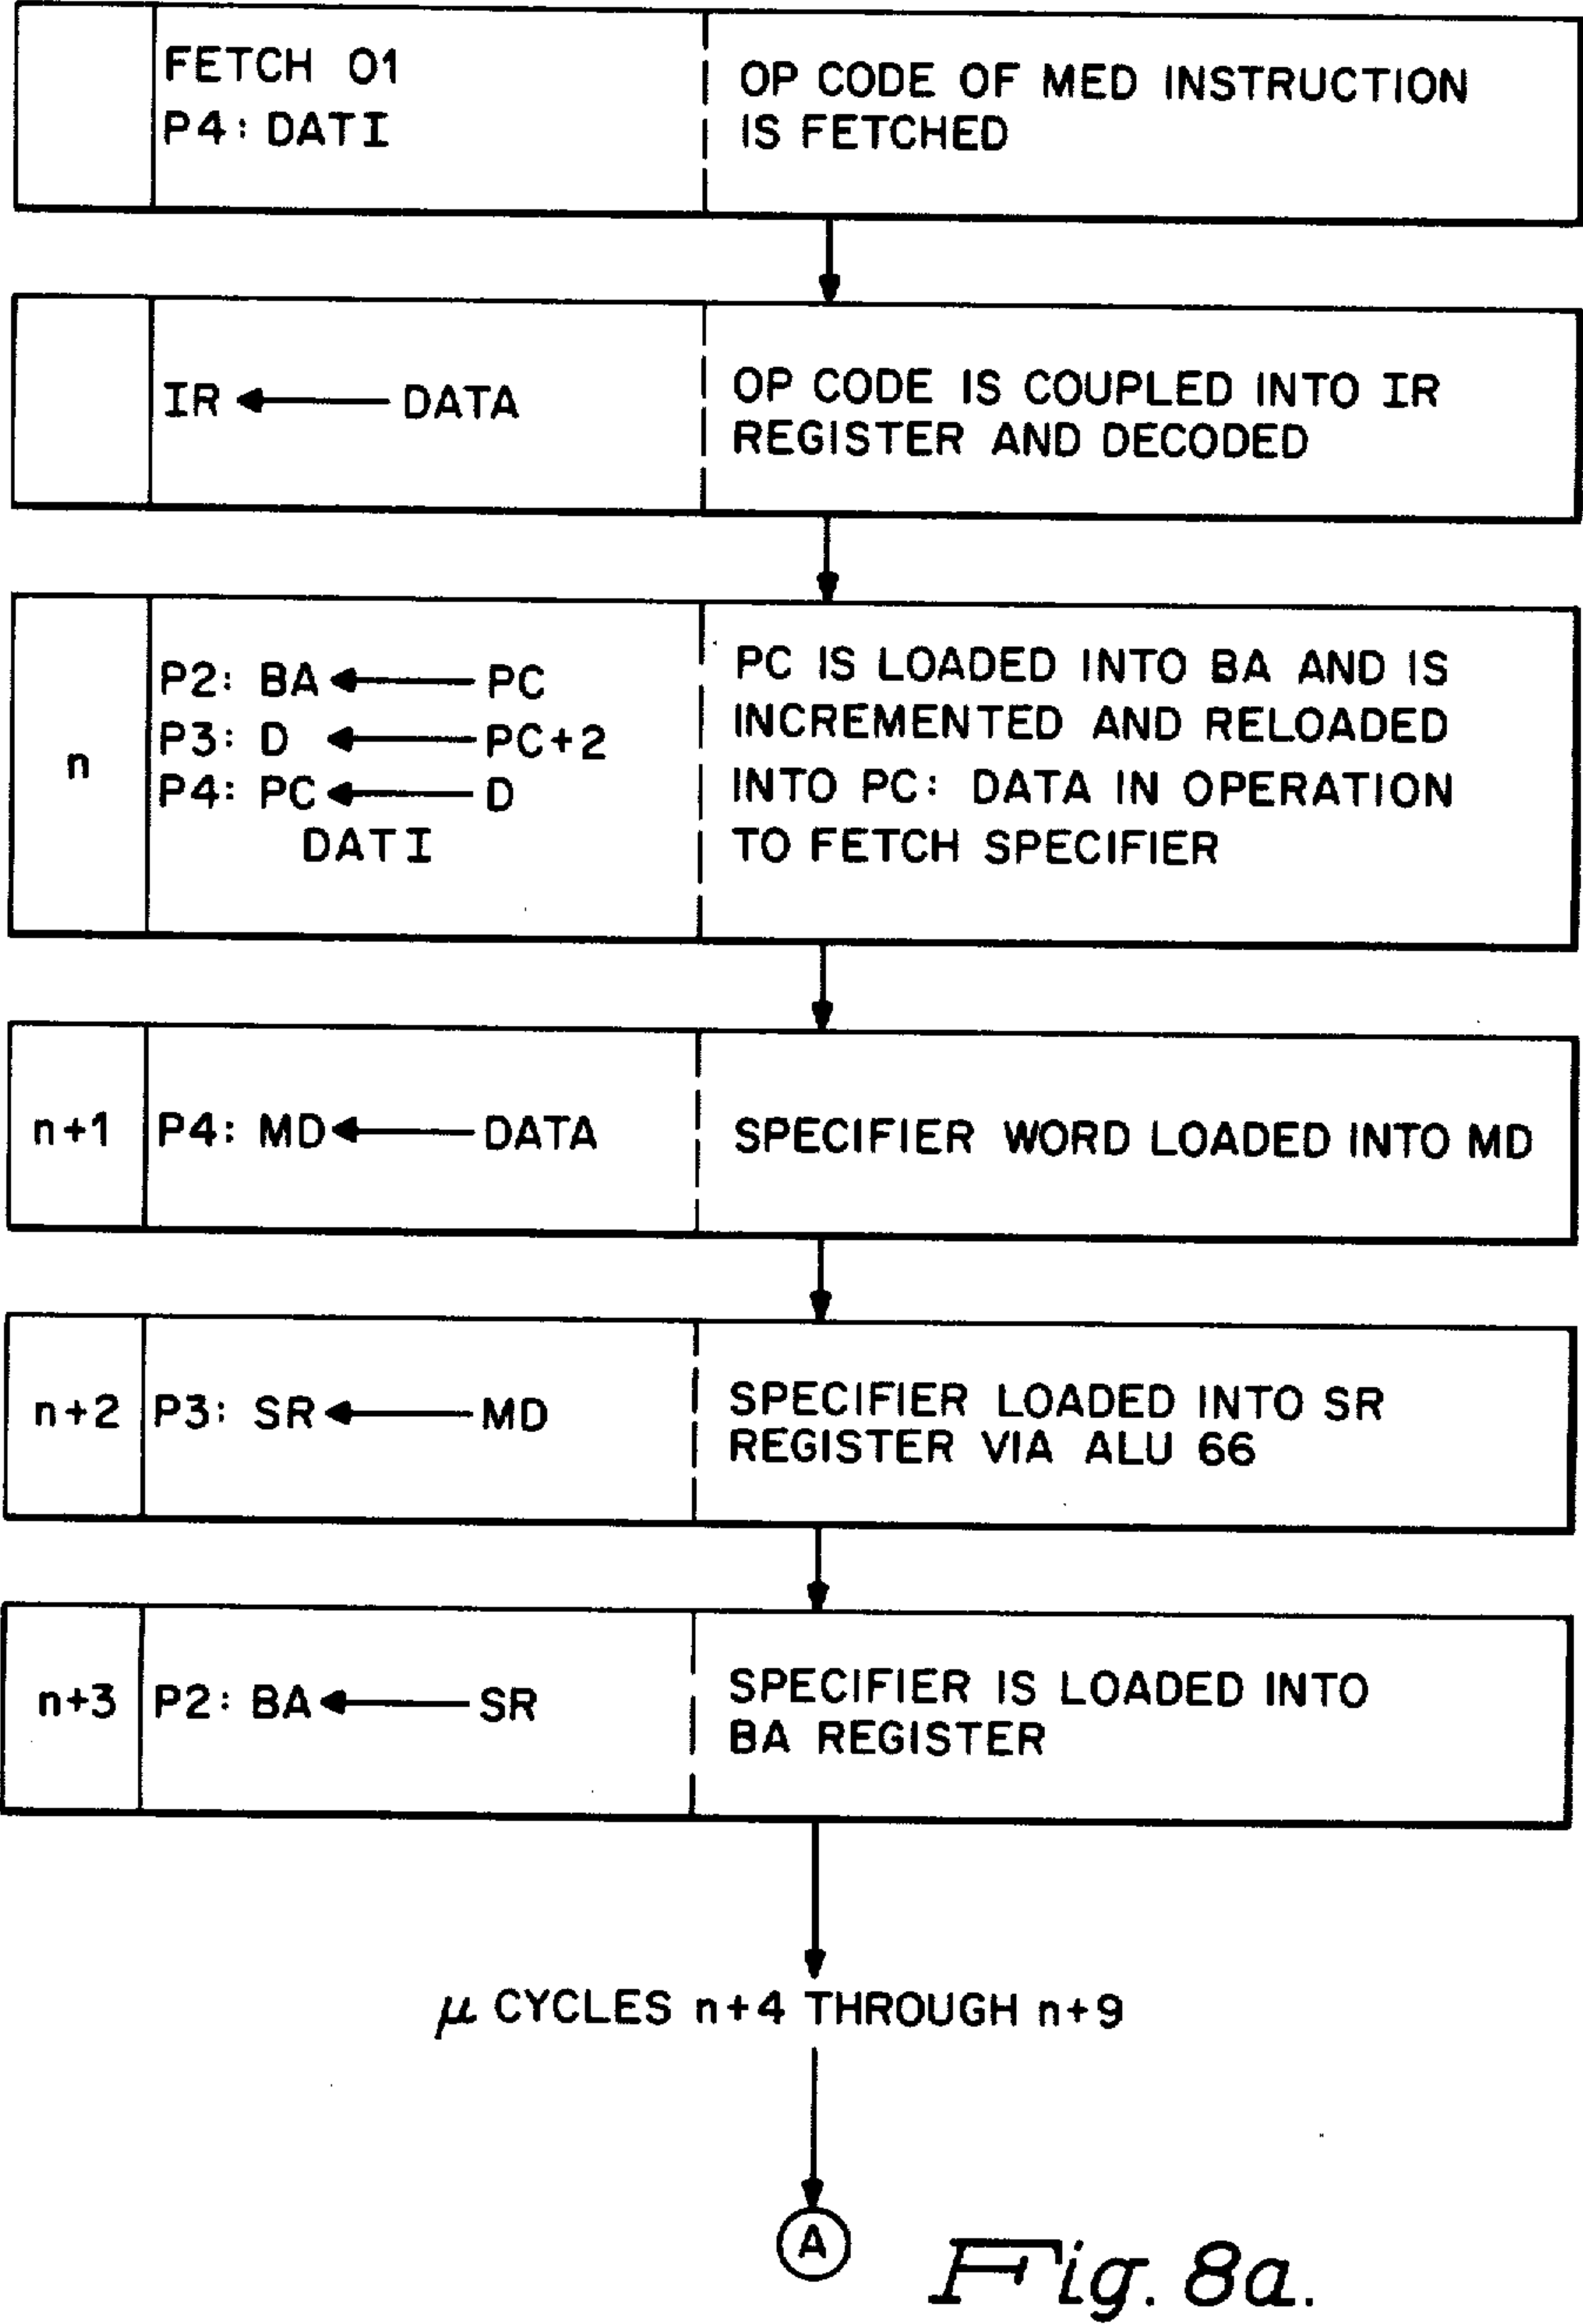 FETCH 01
P4: DATI
OP CODE OF MED INSTRUCTION
IS FETCHED
IR ← DATA
OP CODE IS COUPLED INTO IR
REGISTER AND DECODED
n
P2: BA ← PC
P3: D ← PC+2
P4: PC ← D
DATI
PC IS LOADED INTO BA AND IS
INCREMENTED AND RELOADED
INTO PC: DATA IN OPERATION
TO FETCH SPECIFIER
n+1
P4: MD ← DATA
SPECIFIER WORD LOADED INTO MD
n+2
P3: SR ← MD
SPECIFIER LOADED INTO SR
REGISTER VIA ALU 66
n+3
P2: BA ← SR
SPECIFIER IS LOADED INTO
BA REGISTER
μ CYCLES n+4 THROUGH n+9
A
Fig. 8a.